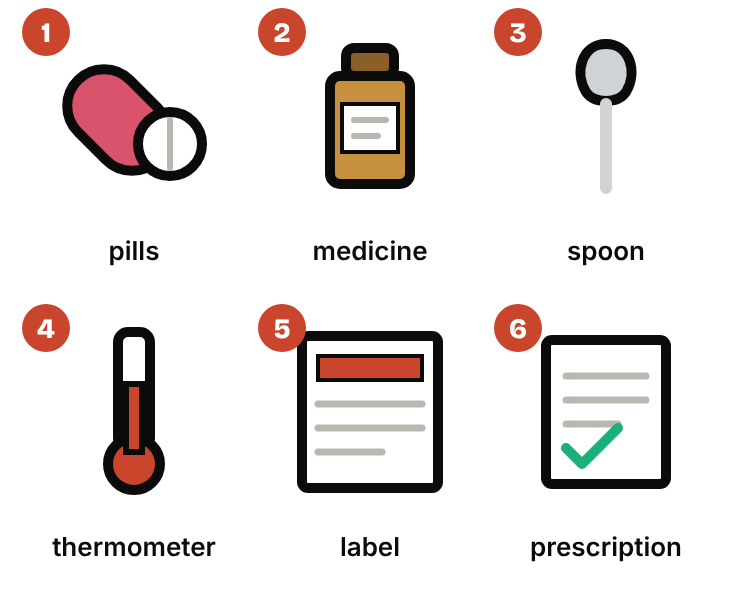 1
pills
2
medicine
3
spoon
4
thermometer
5
label
6
prescription